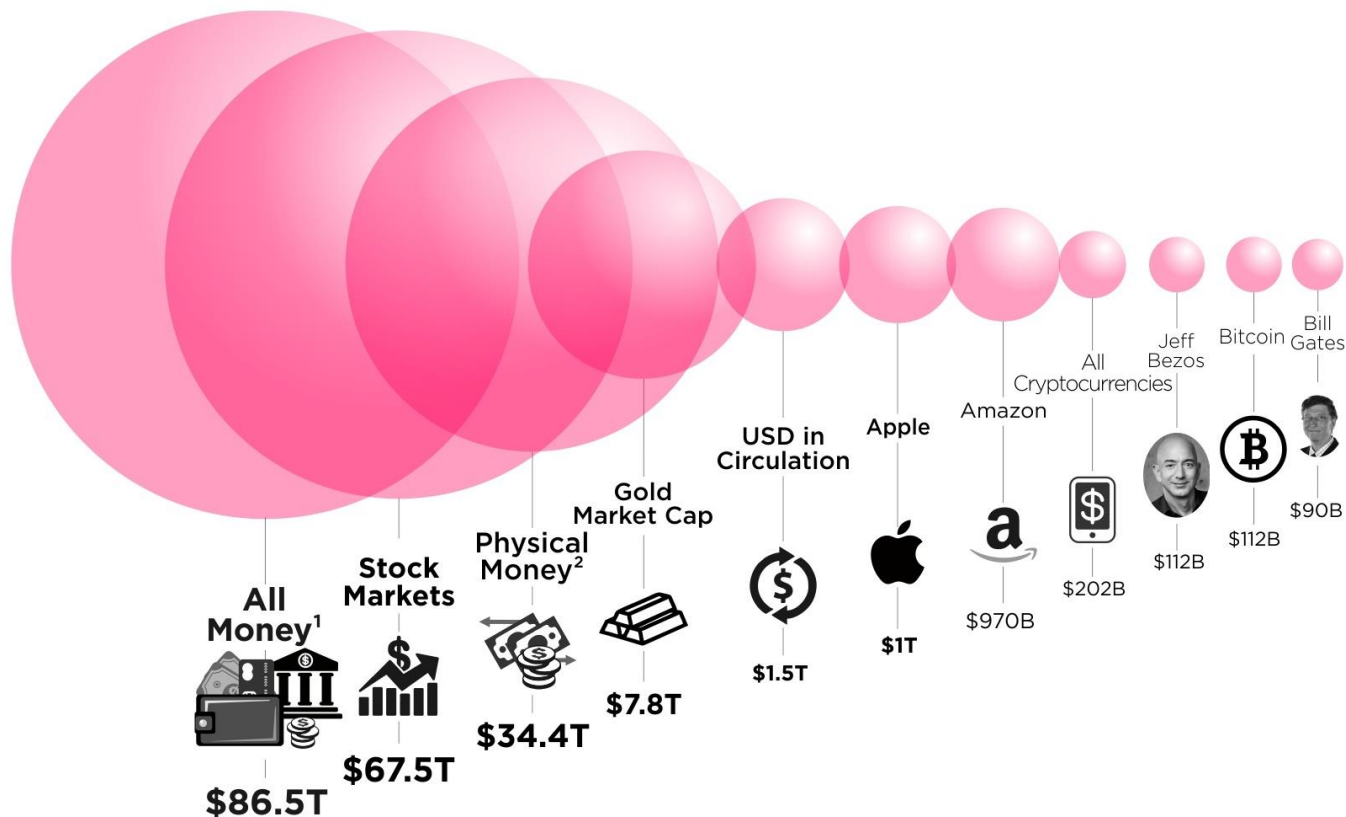 All
Money¹
$86.5T
Stock
Markets
$67.5T
Physical
Money²
$34.4T
Gold
Market Cap
$7.8T
USD in
Circulation
$1.5T
Apple
$1T
Amazon
a
$970B
All
Cryptocurrencies
$202B
Jeff
Bezos
$112B
Bitcoin
$112B
Bill
Gates
$90B